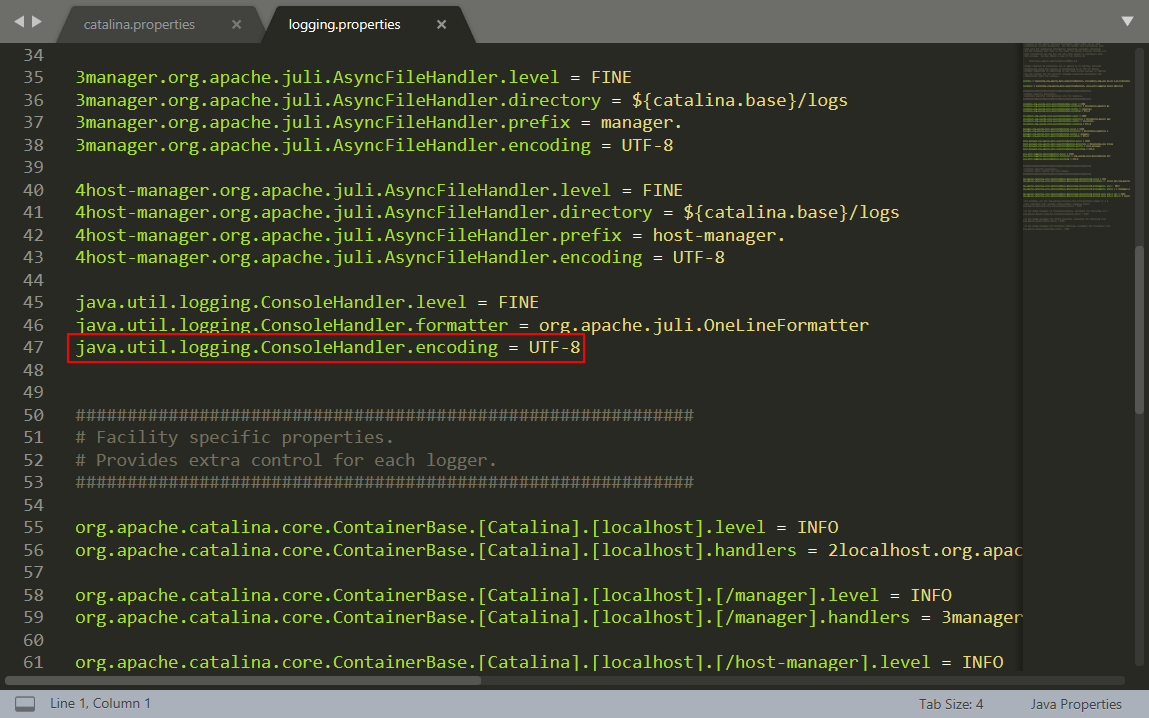 catalina.properties × logging.properties ×
34
35 3manager.org.apache.juli.AsyncFileHandler.level = FINE
36 3manager.org.apache.juli.AsyncFileHandler.directory = ${catalina.base}/logs
37 3manager.org.apache.juli.AsyncFileHandler.prefix = manager.
38 3manager.org.apache.juli.AsyncFileHandler.encoding = UTF-8
39
40 4host-manager.org.apache.juli.AsyncFileHandler.level = FINE
41 4host-manager.org.apache.juli.AsyncFileHandler.directory = ${catalina.base}/logs
42 4host-manager.org.apache.juli.AsyncFileHandler.prefix = host-manager.
43 4host-manager.org.apache.juli.AsyncFileHandler.encoding = UTF-8
44
45 java.util.logging.ConsoleHandler.level = FINE
46 java.util.logging.ConsoleHandler.formatter = org.apache.juli.OneLineFormatter
47 java.util.logging.ConsoleHandler.encoding = UTF-8
48
49
50 ############################################################
51 # Facility specific properties.
52 # Provides extra control for each logger.
53 ############################################################
54
55 org.apache.catalina.core.ContainerBase.[Catalina].[localhost].level = INFO
56 org.apache.catalina.core.ContainerBase.[Catalina].[localhost].handlers = 2localhost.org.apac
57
58 org.apache.catalina.core.ContainerBase.[Catalina].[localhost].[/manager].level = INFO
59 org.apache.catalina.core.ContainerBase.[Catalina].[localhost].[/manager].handlers = 3manager
60
61 org.apache.catalina.core.ContainerBase.[Catalina].[localhost].[/host-manager].level = INFO
Line 1, Column 1 Tab Size: 4 Java Properties